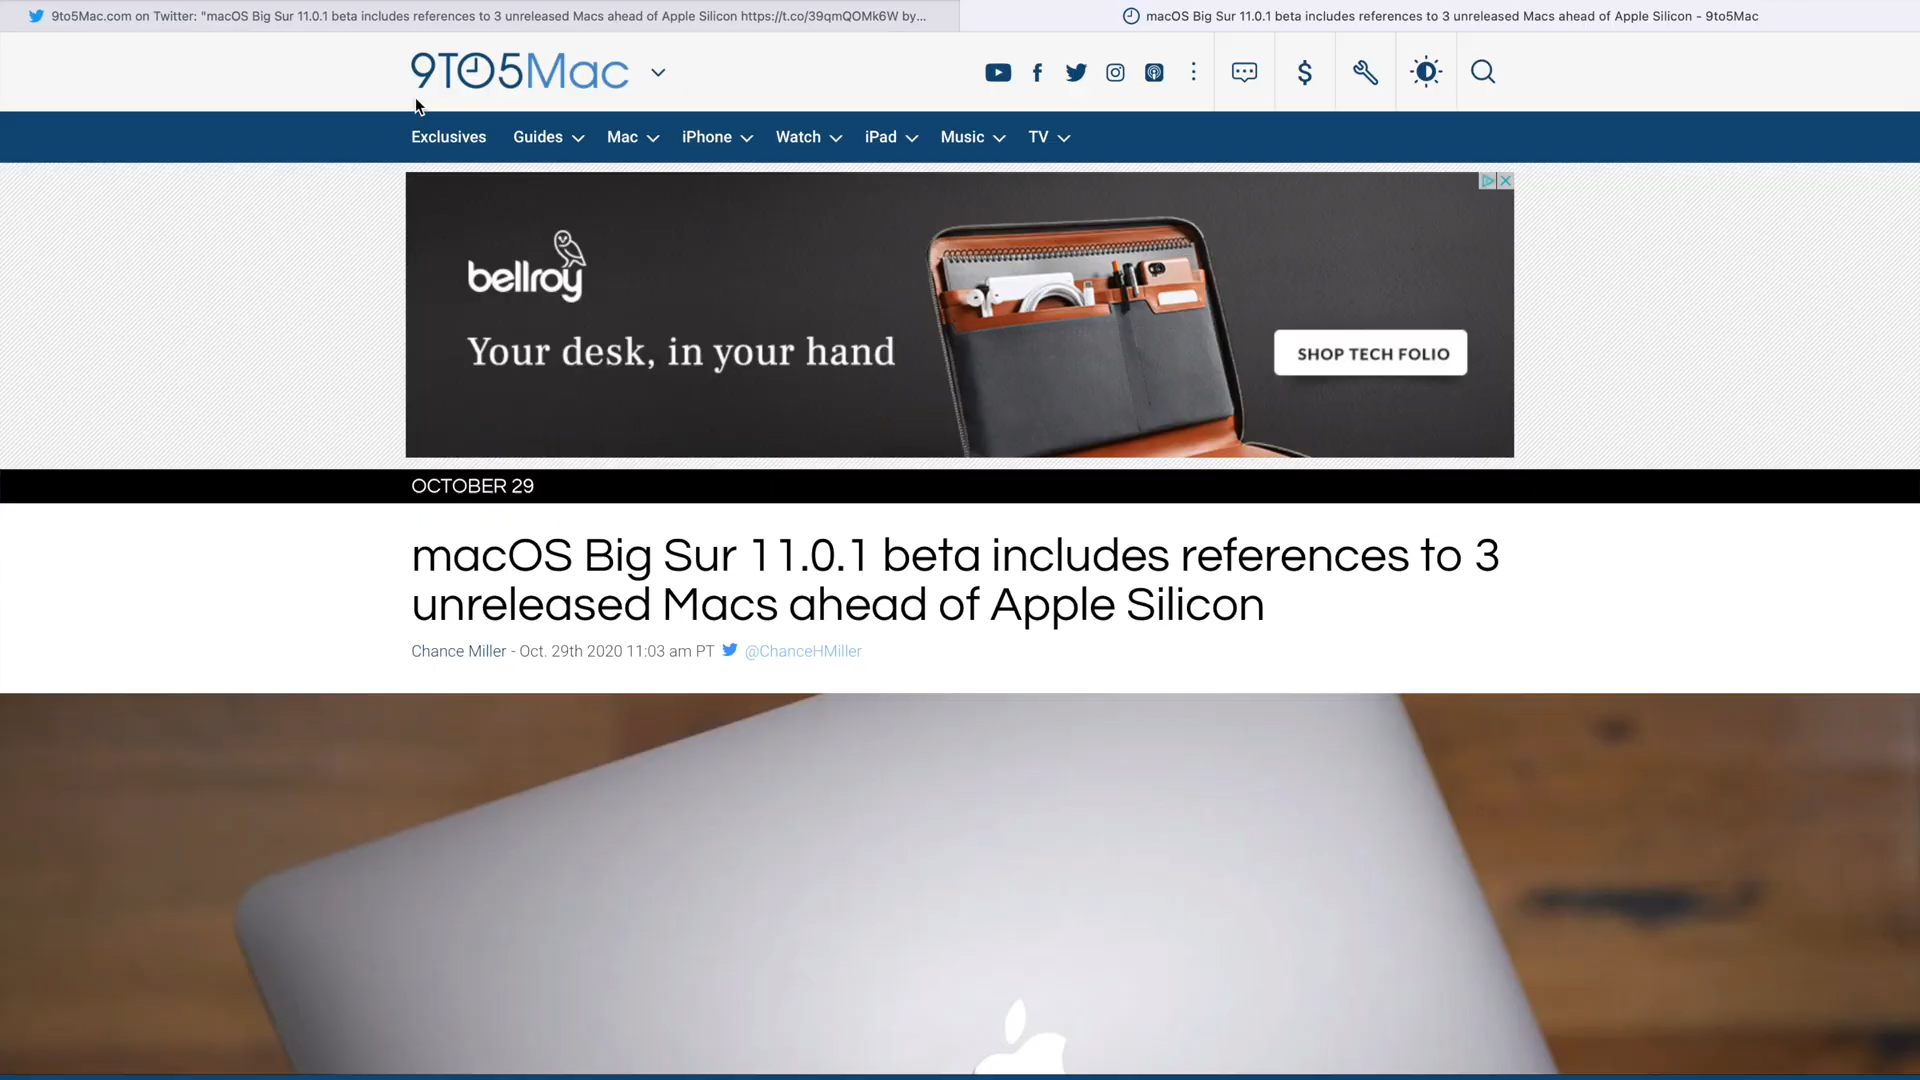 9to5Mac.com on Twitter: "macOS Big Sur 11.0.1 beta includes references to 3 unreleased Macs ahead of Apple Silicon https://t.co/39qmQOMk6W by...
macOS Big Sur 11.0.1 beta includes references to 3 unreleased Macs ahead of Apple Silicon - 9to5Mac
9TO5Mac
Exclusives Guides Mac iPhone Watch iPad Music TV
bellroy
Your desk, in your hand
SHOP TECH FOLIO
OCTOBER 29
macOS Big Sur 11.0.1 beta includes references to 3
unreleased Macs ahead of Apple Silicon
Chance Miller - Oct. 29th 2020 11:03 am PT @ChanceHMiller